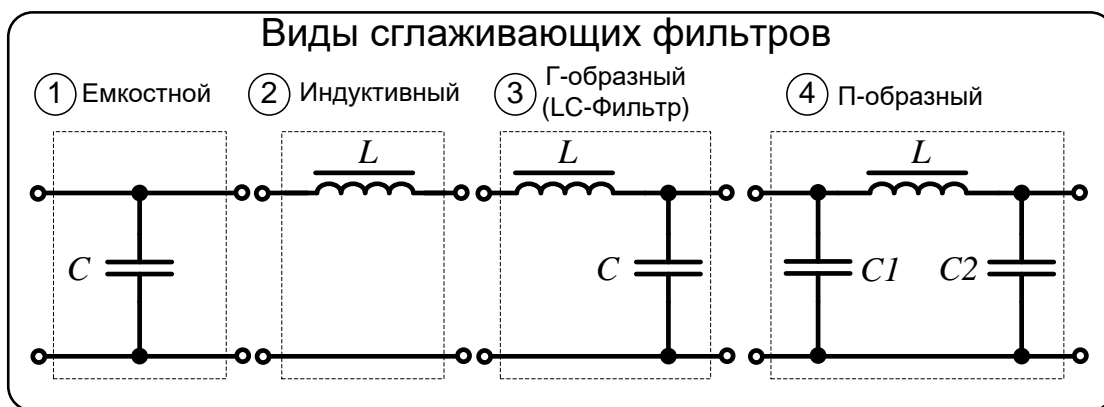 Виды сглаживающих фильтров
1 Емкостной
2 Индуктивный
3 Г-образный
(LC-Фильтр)
4 П-образный
L
L
L
C
C
C1
C2